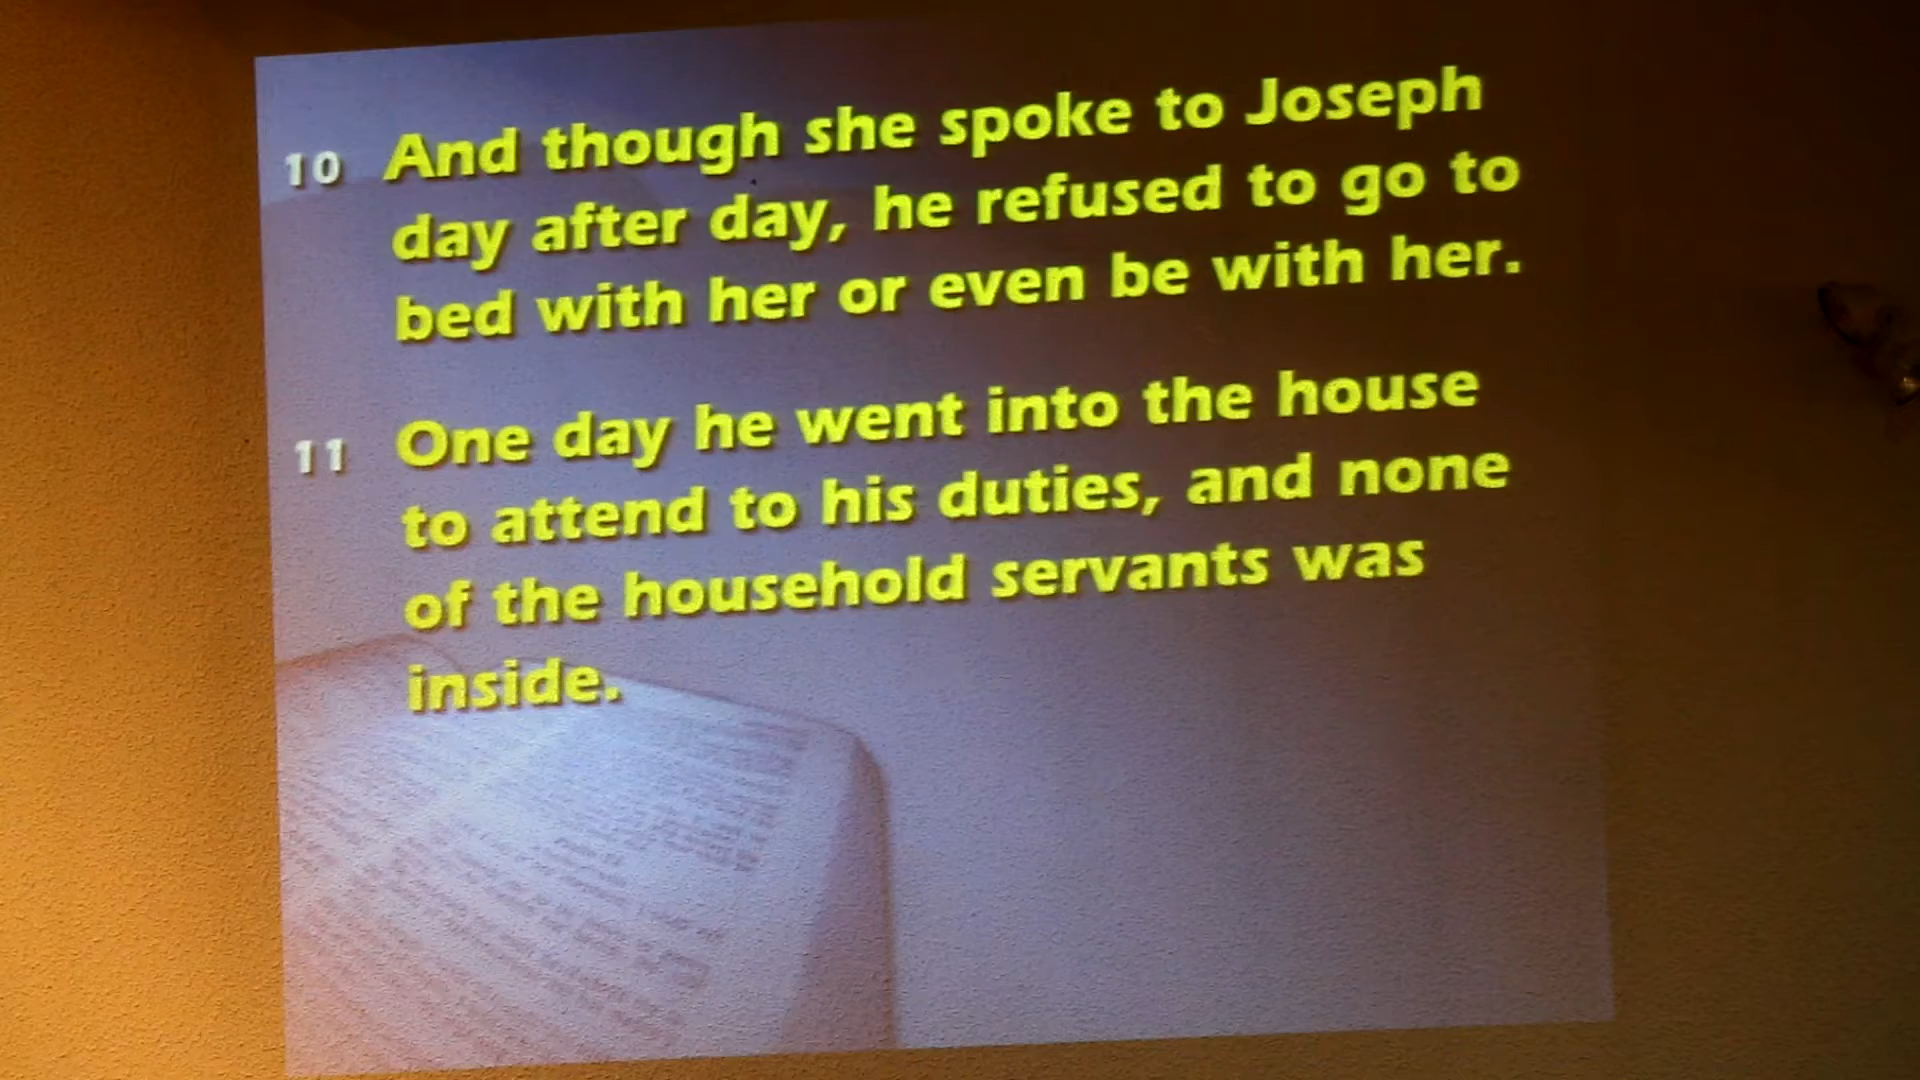 10 And though she spoke to Joseph
day after day, he refused to go to
bed with her or even be with her.
11 One day he went into the house
to attend to his duties, and none
of the household servants was
inside.